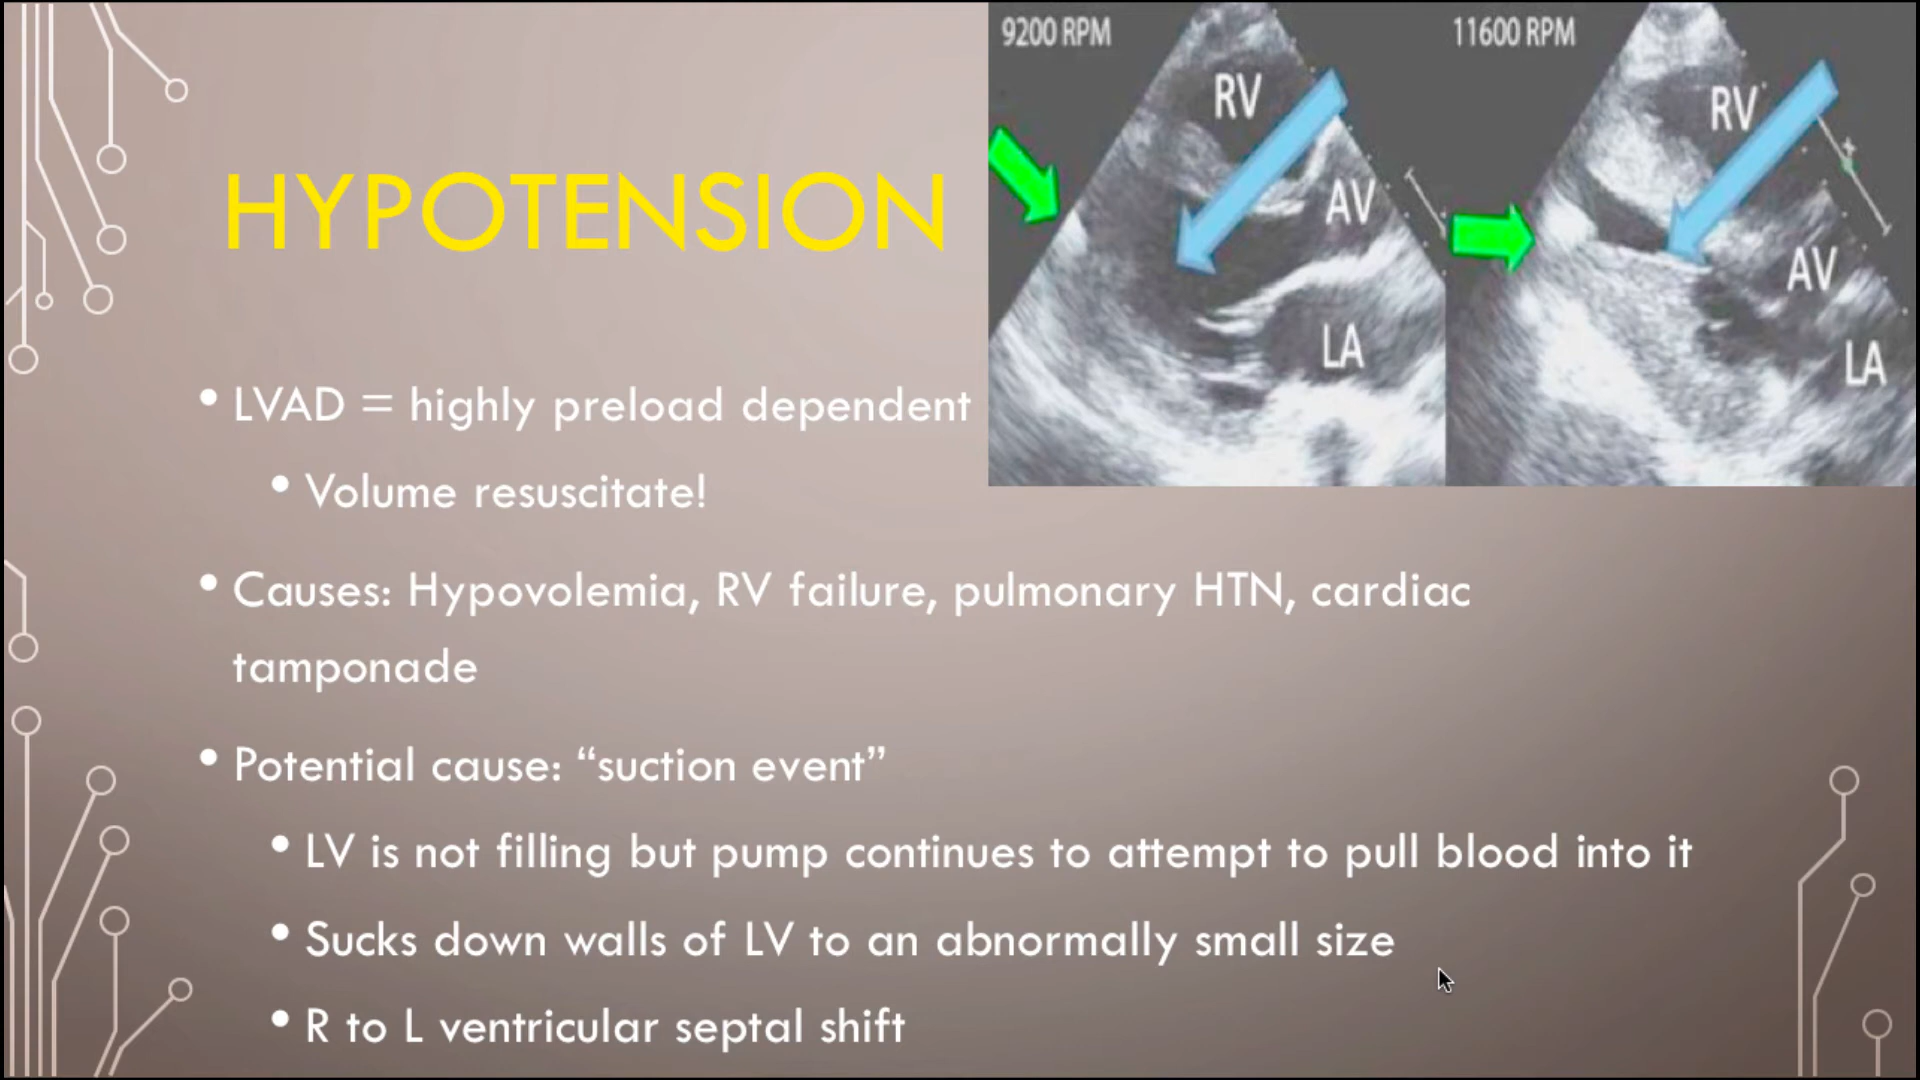 9200 RPM
11600 RPM
RV
RV
AV
AV
LA
LA
HYPOTENSION
• LVAD = highly preload dependent
• Volume resuscitate!
• Causes: Hypovolemia, RV failure, pulmonary HTN, cardiac
tamponade
• Potential cause: “suction event”
• LV is not filling but pump continues to attempt to pull blood into it
• Sucks down walls of LV to an abnormally small size
• R to L ventricular septal shift